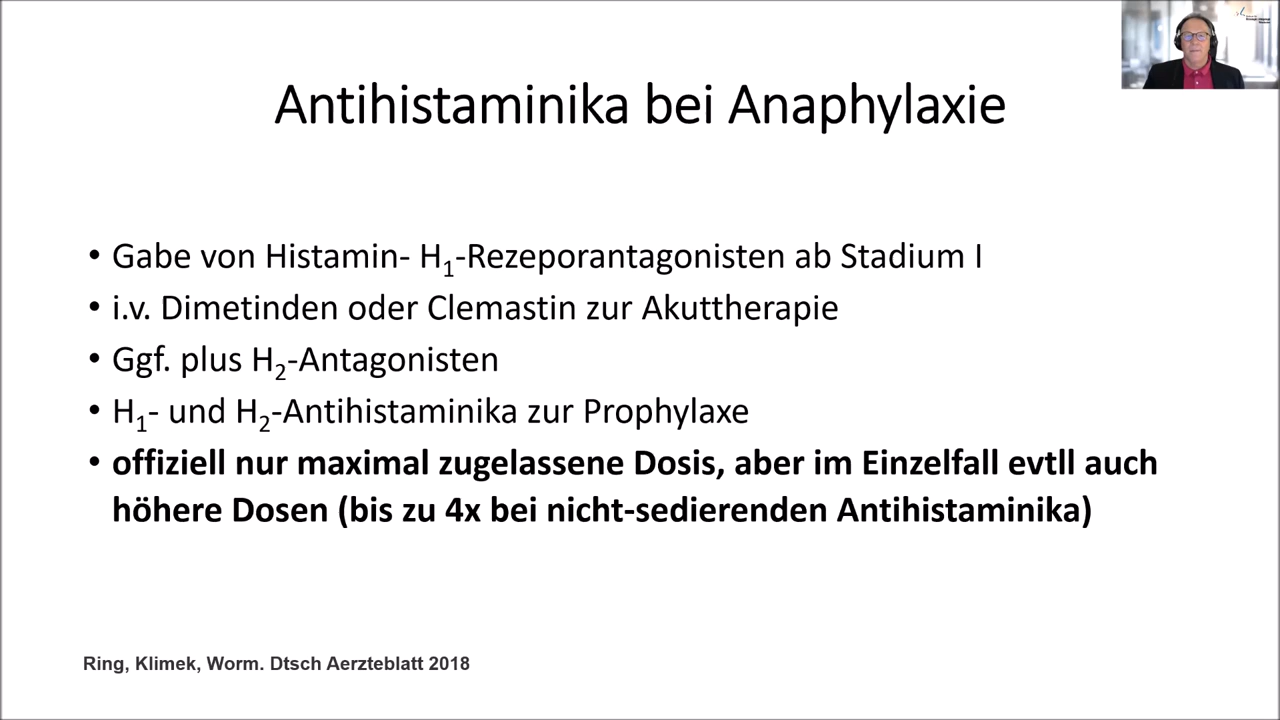 Antihistaminika bei Anaphylaxie
• Gabe von Histamin- H₁-Rezeporantagonisten ab Stadium I
• i.v. Dimetinden oder Clemastin zur Akuttherapie
• Ggf. plus H₂-Antagonisten
• H₁- und H₂-Antihistaminika zur Prophylaxe
• offiziell nur maximal zugelassene Dosis, aber im Einzelfall evtll auch
höhere Dosen (bis zu 4x bei nicht-sedierenden Antihistaminika)
Ring, Klimek, Worm. Dtsch Aerzteblatt 2018